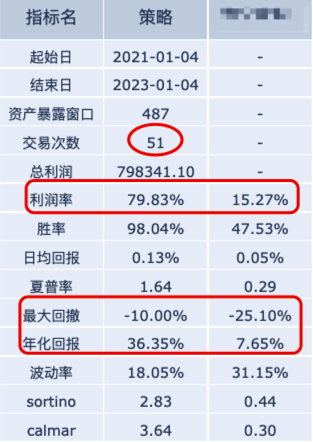 指标名 策略
起始日 2021-01-04 -
结束日 2023-01-04 -
资产暴露窗口 487 -
交易次数 51 -
总利润 798341.10 -
利润率 79.83% 15.27%
胜率 98.04% 47.53%
日均回报 0.13% 0.05%
夏普率 1.64 0.29
最大回撤 -10.00% -25.10%
年化回报 36.35% 7.65%
波动率 18.05% 31.15%
sortino 2.83 0.44
calmar 3.64 0.30